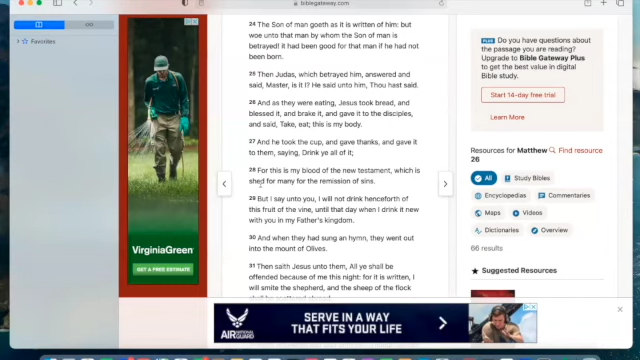 biblegateway.com
Favorites
24 The Son of man goeth as it is written of him: but
woe unto that man by whom the Son of man is
betrayed! it had been good for that man if he had not
been born.
25 Then Judas, which betrayed him, answered and
said, Master, is it I? He said unto him, Thou hast said.
26 And as they were eating, Jesus took bread, and
blessed it, and brake it, and gave it to the disciples,
and said, Take, eat; this is my body.
27 And he took the cup, and gave thanks, and gave it
to them, saying, Drink ye all of it;
28 For this is my blood of the new testament, which is
shed for many for the remission of sins.
29 But I say unto you, I will not drink henceforth of
this fruit of the vine, until that day when I drink it new
with you in my Father's kingdom.
30 And when they had sung an hymn, they went out
into the mount of Olives.
31 Then saith Jesus unto them, All ye shall be
offended because of me this night: for it is written, I
will smite the shepherd, and the sheep of the flock
VirginiaGreen
GET A FREE ESTIMATE
PLUS Do you have questions about
the passage you are reading?
Upgrade to Bible Gateway Plus
to get the best value in digital
Bible study.
Start 14-day free trial
Learn More
Resources for Matthew
26
Find resource
All
Study Bibles
Encyclopedias
Commentaries
Maps
Videos
Dictionaries
Overview
66 results
Suggested Resources
AIR NATIONAL
GUARD
SERVE IN A WAY
THAT FITS YOUR LIFE